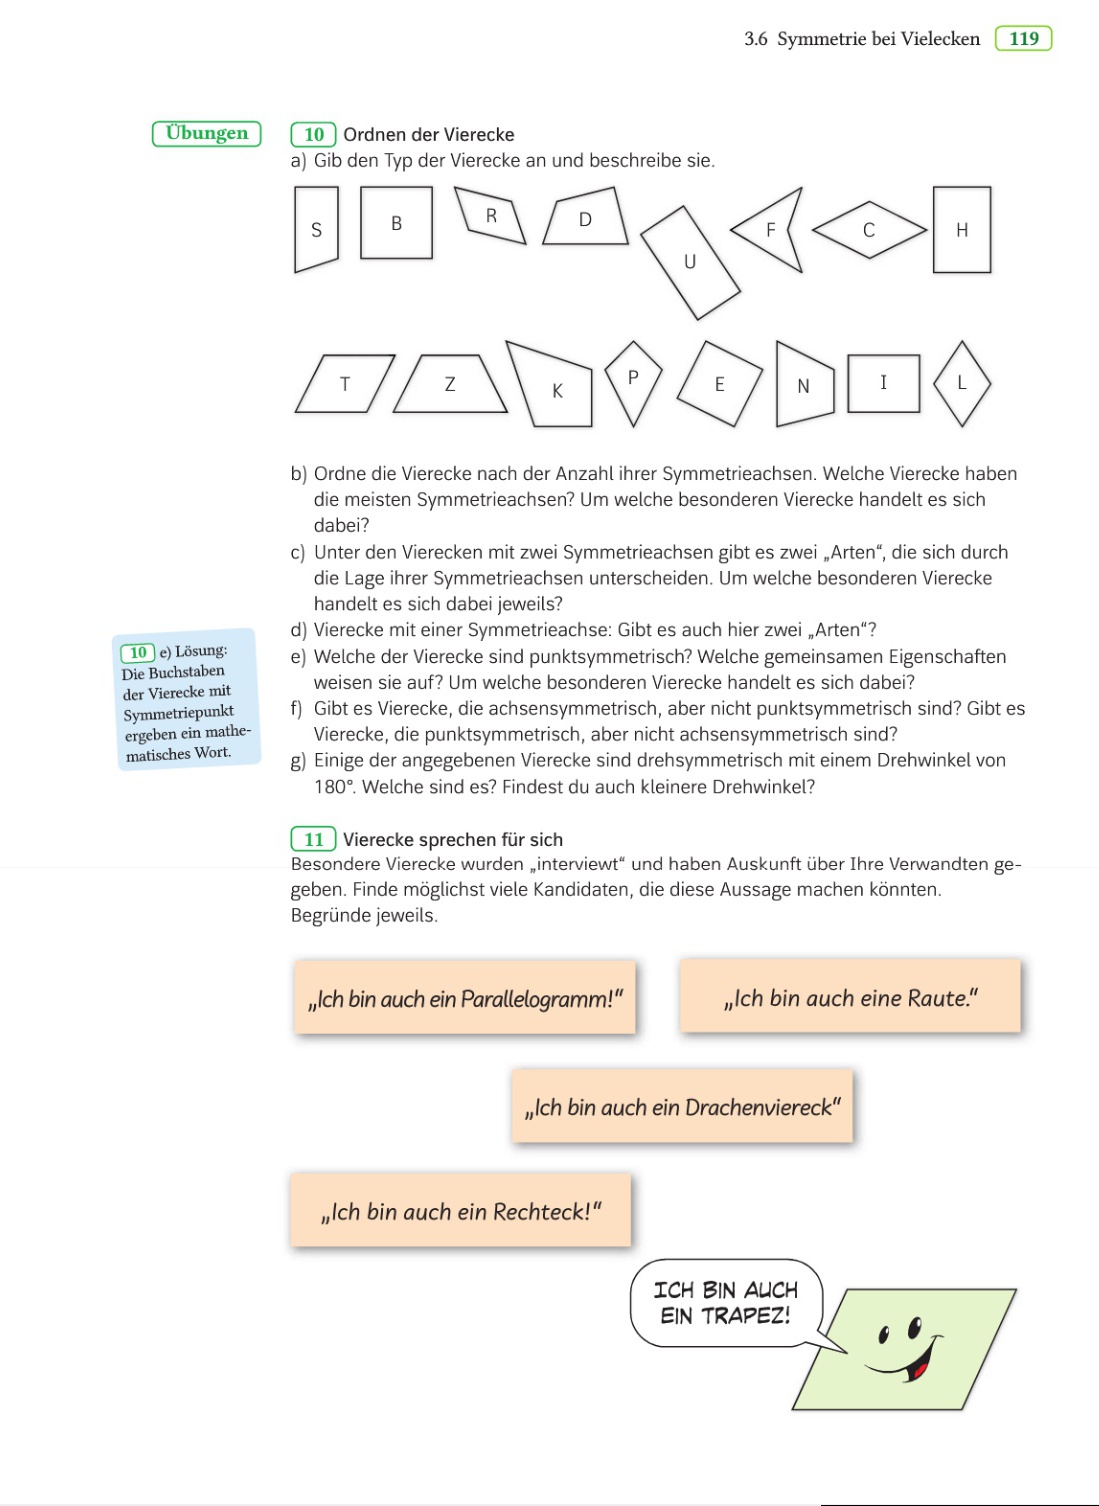 3.6 Symmetrie bei Vielecken 119
Übungen
10 Ordnen der Vierecke
a) Gib den Typ der Vierecke an und beschreibe sie.
S B R D U F C H
T Z K P E N I L
b) Ordne die Vierecke nach der Anzahl ihrer Symmetrieachsen. Welche Vierecke haben
die meisten Symmetrieachsen? Um welche besonderen Vierecke handelt es sich
dabei?
c) Unter den Vierecken mit zwei Symmetrieachsen gibt es zwei „Arten“, die sich durch
die Lage ihrer Symmetrieachsen unterscheiden. Um welche besonderen Vierecke
handelt es sich dabei jeweils?
d) Vierecke mit einer Symmetrieachse: Gibt es auch hier zwei „Arten“?
e) Welche der Vierecke sind punktsymmetrisch? Welche gemeinsamen Eigenschaften
weisen sie auf? Um welche besonderen Vierecke handelt es sich dabei?
f) Gibt es Vierecke, die achsensymmetrisch, aber nicht punktsymmetrisch sind? Gibt es
Vierecke, die punktsymmetrisch, aber nicht achsensymmetrisch sind?
g) Einige der angegebenen Vierecke sind drehsymmetrisch mit einem Drehwinkel von
180°. Welche sind es? Findest du auch kleinere Drehwinkel?
10 e) Lösung:
Die Buchstaben
der Vierecke mit
Symmetriepunkt
ergeben ein mathe-
matisches Wort.
11 Vierecke sprechen für sich
Besondere Vierecke wurden „interviewt“ und haben Auskunft über Ihre Verwandten ge-
geben. Finde möglichst viele Kandidaten, die diese Aussage machen könnten.
Begründe jeweils.
„Ich bin auch ein Parallelogramm!“
„Ich bin auch eine Raute.“
„Ich bin auch ein Drachenviereck“
„Ich bin auch ein Rechteck!“
ICH BIN AUCH
EIN TRAPEZ!